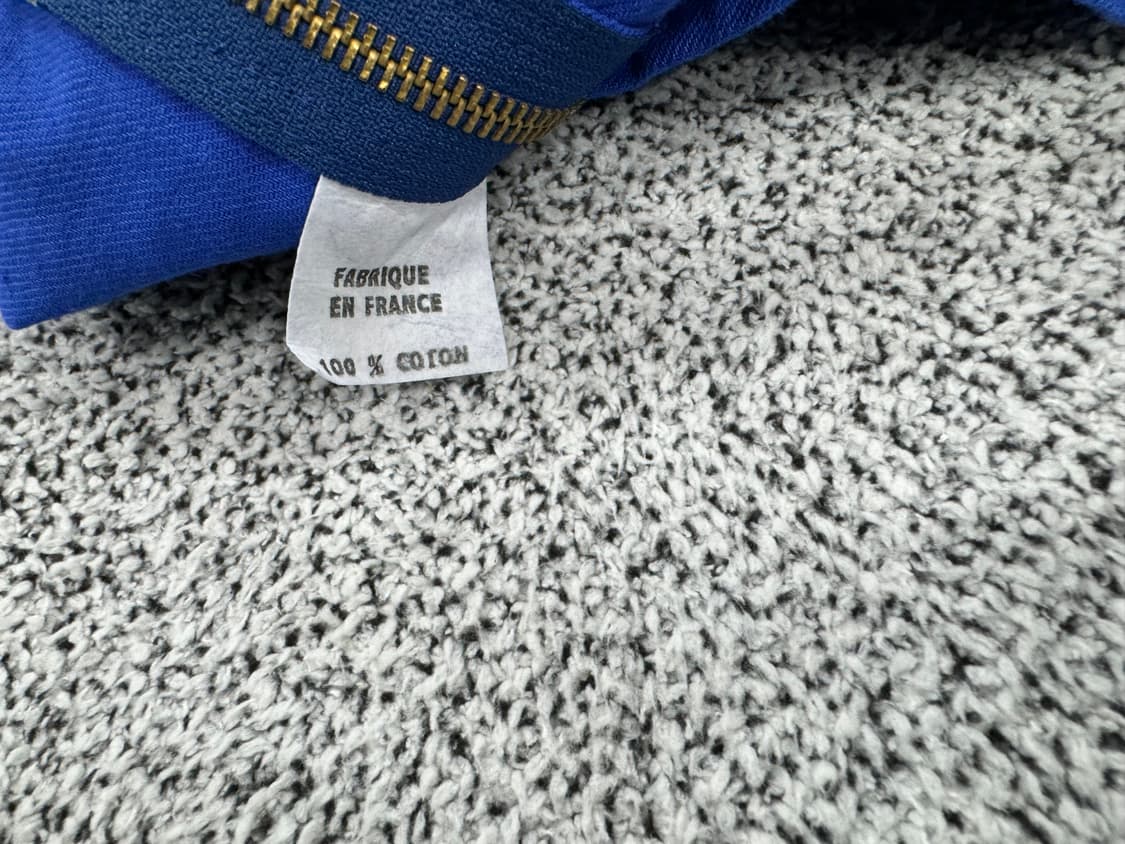 FABRIQUE
EN FRANCE
100 % COTON